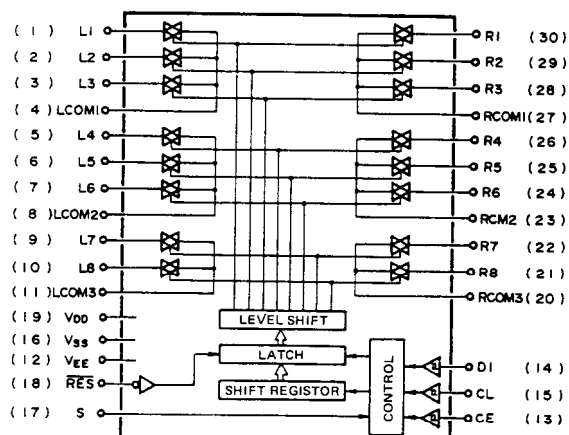 (1) L1 R1 (30)
(2) L2 R2 (29)
(3) L3 R3 (28)
(4) LCOM1 RCOM1 (27)
(5) L4 R4 (26)
(6) L5 R5 (25)
(7) L6 R6 (24)
(8) LCOM2 RCM2 (23)
(9) L7 R7 (22)
(10) L8 R8 (21)
(11) LCOM3 RCOM3 (20)
(19) VDD LEVEL SHIFT
(16) VSS
(12) VEE LATCH DI (14)
(18) RES SHIFT REGISTOR CONTROL CL (15)
(17) S CE (13)